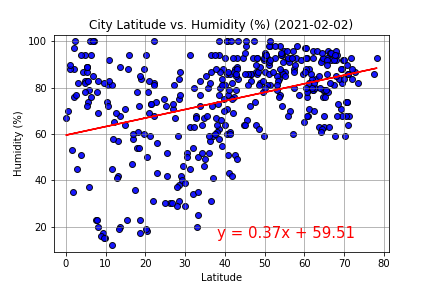 City Latitude vs. Humidity (%) (2021-02-02)
100
80
60
40
20
Humidity (%)
y = 0.37x + 59.51
0 10 20 30 40 50 60 70 80
Latitude